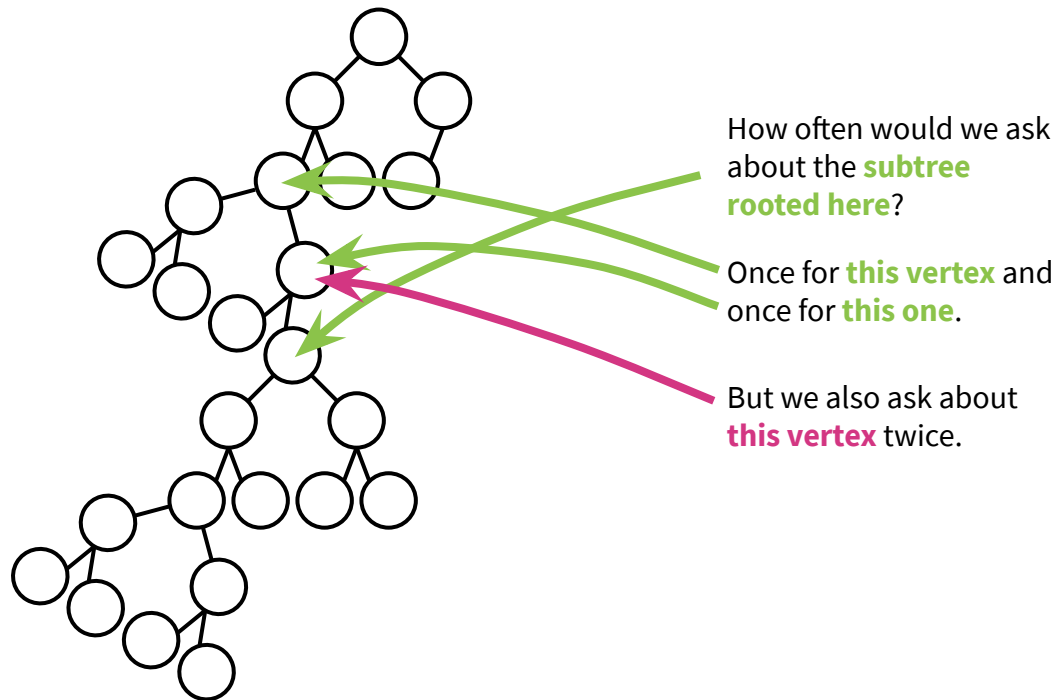 How often would we ask
about the subtree
rooted here?
Once for this vertex and
once for this one.
But we also ask about
this vertex twice.